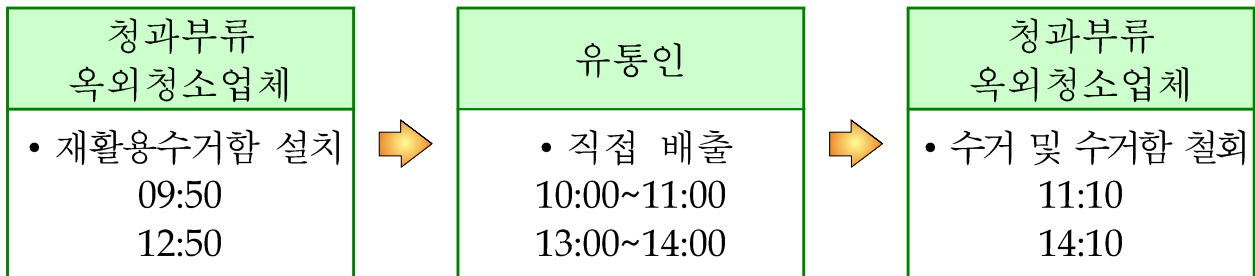 청과부류
옥외청소업체
• 재활용수거함 설치
09:50
12:50
유통인
• 직접 배출
10:00~11:00
13:00~14:00
청과부류
옥외청소업체
• 수거 및 수거함 철회
11:10
14:10